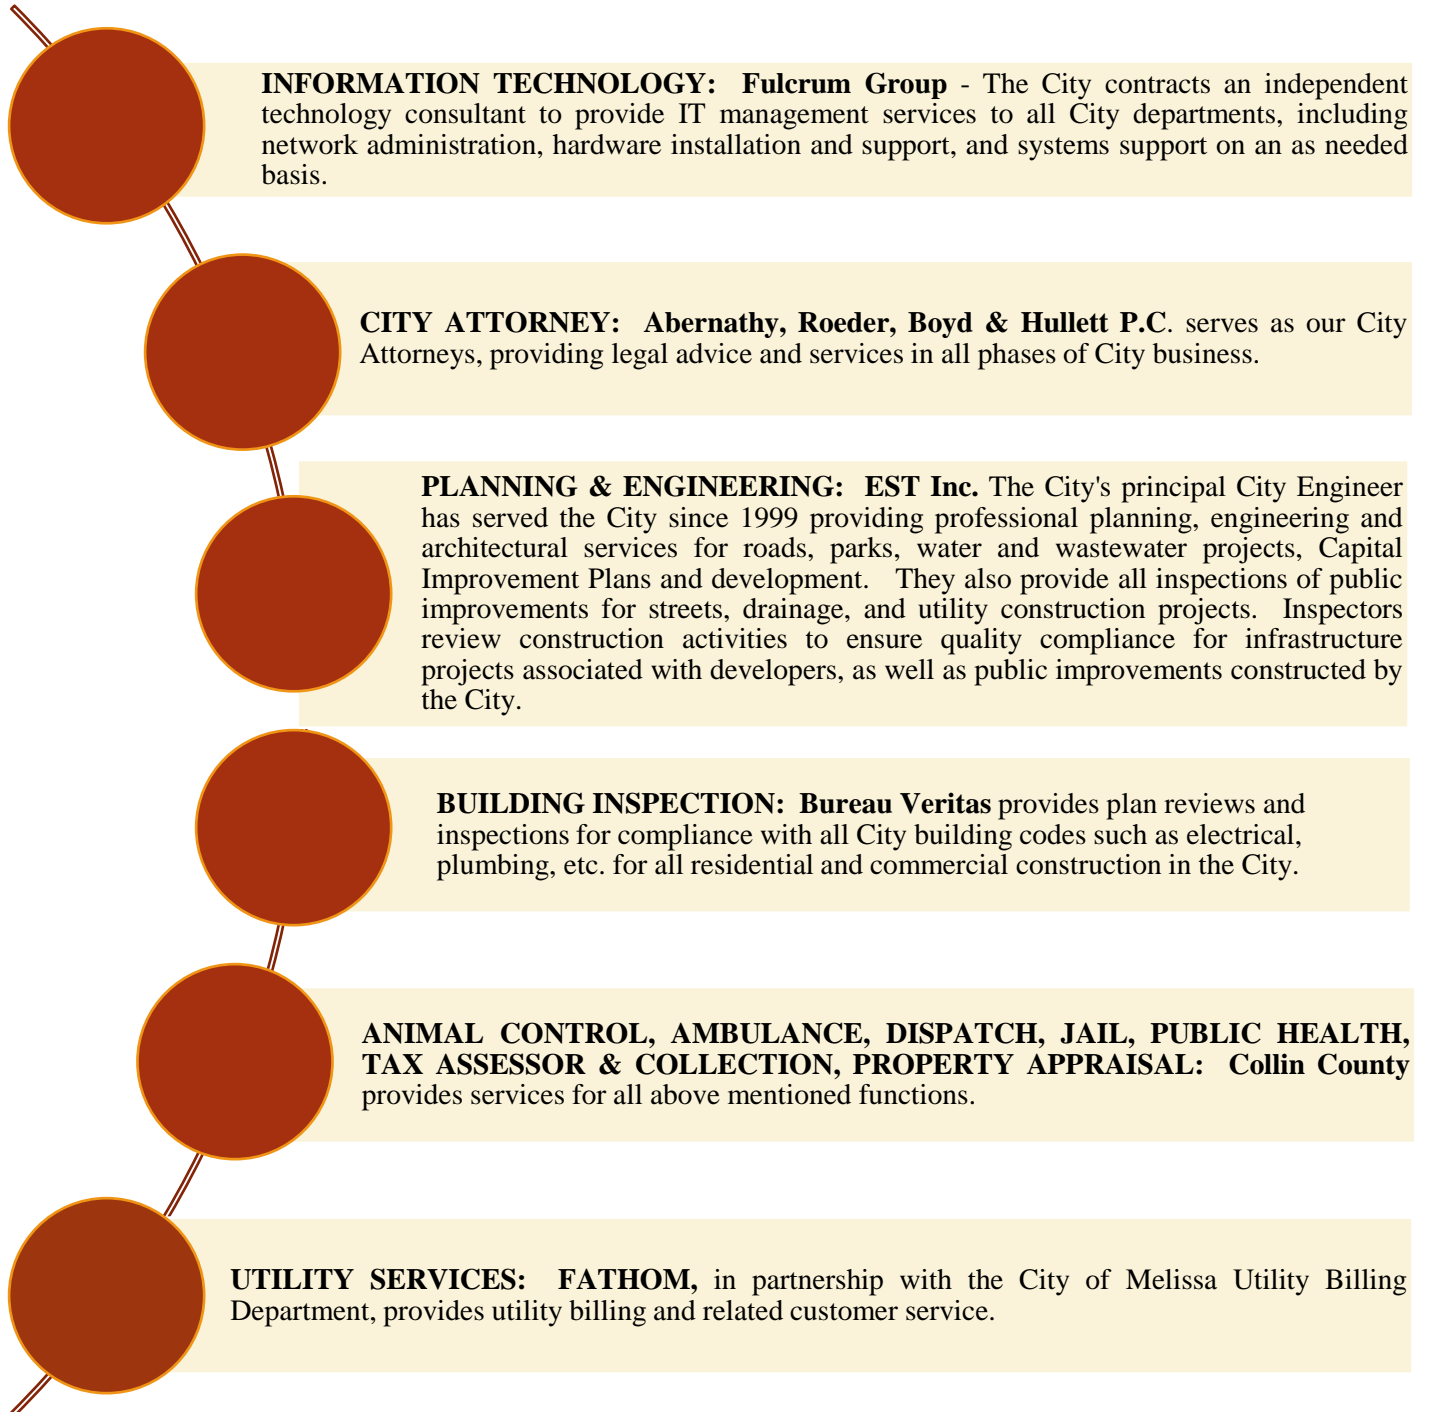 INFORMATION TECHNOLOGY: Fulcrum Group - The City contracts an independent
technology consultant to provide IT management services to all City departments, including
network administration, hardware installation and support, and systems support on an as needed
basis.
CITY ATTORNEY: Abernathy, Roeder, Boyd & Hullett P.C. serves as our City
Attorneys, providing legal advice and services in all phases of City business.
PLANNING & ENGINEERING: EST Inc. The City's principal City Engineer
has served the City since 1999 providing professional planning, engineering and
architectural services for roads, parks, water and wastewater projects, Capital
Improvement Plans and development. They also provide all inspections of public
improvements for streets, drainage, and utility construction projects. Inspectors
review construction activities to ensure quality compliance for infrastructure
projects associated with developers, as well as public improvements constructed by
the City.
BUILDING INSPECTION: Bureau Veritas provides plan reviews and
inspections for compliance with all City building codes such as electrical,
plumbing, etc. for all residential and commercial construction in the City.
ANIMAL CONTROL, AMBULANCE, DISPATCH, JAIL, PUBLIC HEALTH,
TAX ASSESSOR & COLLECTION, PROPERTY APPRAISAL: Collin County
provides services for all above mentioned functions.
UTILITY SERVICES: FATHOM, in partnership with the City of Melissa Utility Billing
Department, provides utility billing and related customer service.